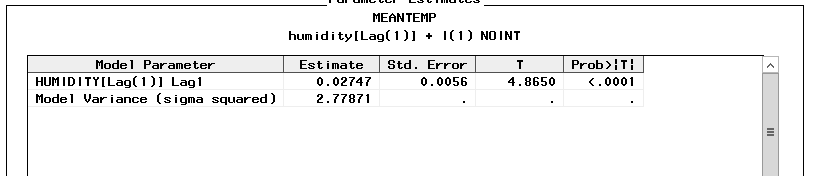 Parameter Estimates
MEANTEMP
humidity[Lag(1)] + I(1) NOINT
Model Parameter Estimate Std. Error T Prob>|T|
HUMIDITY[Lag(1)] Lag1 0.02747 0.0056 4.8650 <.0001
Model Variance (sigma squared) 2.77871 . . .